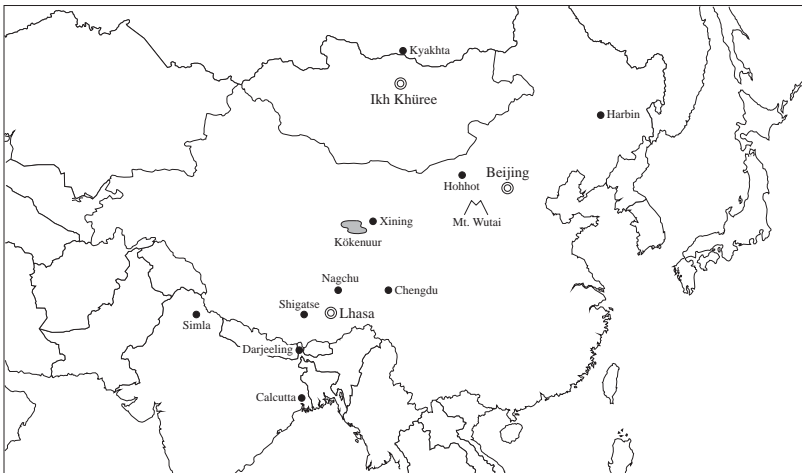 Kyakhta
Ikh Khüree
Harbin
Beijing
Hohhot
Mt. Wutai
Xining
Kökenuur
Nagchu
Chengdu
Shigatse
Lhasa
Simla
Darjeeling
Calcutta